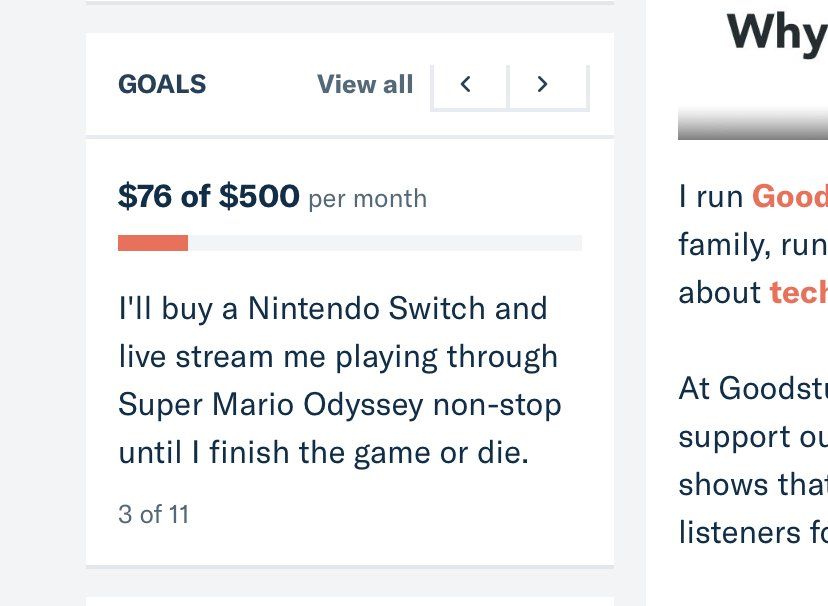 GOALS View all
$76 of $500 per month
I'll buy a Nintendo Switch and
live stream me playing through
Super Mario Odyssey non-stop
until I finish the game or die.
3 of 11
Why
I run Good
family, run
about tech
At Goodstu
support ou
shows that
listeners fo